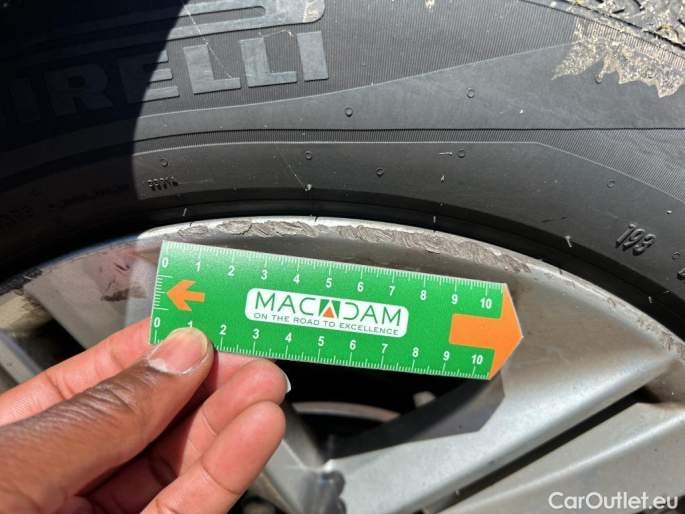 PIRELLI
193
0 1 2 3 4 5 6 7 8 9 10
MACADAM
ON THE ROAD TO EXCELLENCE
0 1 2 3 4 5 6 7 8 9 10
CarOutlet.eu